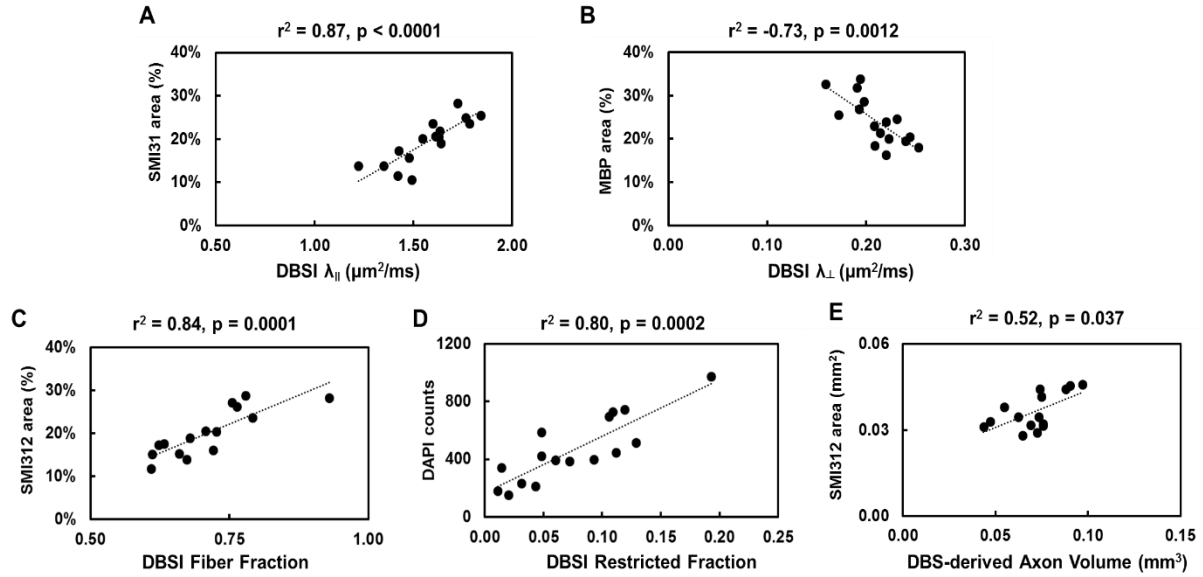 A
r² = 0.87, p < 0.0001
SMI31 area (%)
40%
30%
20%
10%
0%
0.50
1.00
1.50
2.00
DBSI λ|| (µm²/ms)
B
r² = -0.73, p = 0.0012
MBP area (%)
40%
30%
20%
10%
0%
0.00
0.10
0.20
0.30
DBSI λ⊥ (µm²/ms)
C
r² = 0.84, p = 0.0001
SMI312 area (%)
40%
30%
20%
10%
0%
0.50
0.75
1.00
DBSI Fiber Fraction
D
r² = 0.80, p = 0.0002
DAPI counts
1200
800
400
0
0.00
0.05
0.10
0.15
0.20
0.25
DBSI Restricted Fraction
E
r² = 0.52, p = 0.037
SMI312 area (mm²)
0.06
0.03
0.00
0.00
0.05
0.10
0.15
DBS-derived Axon Volume (mm³)